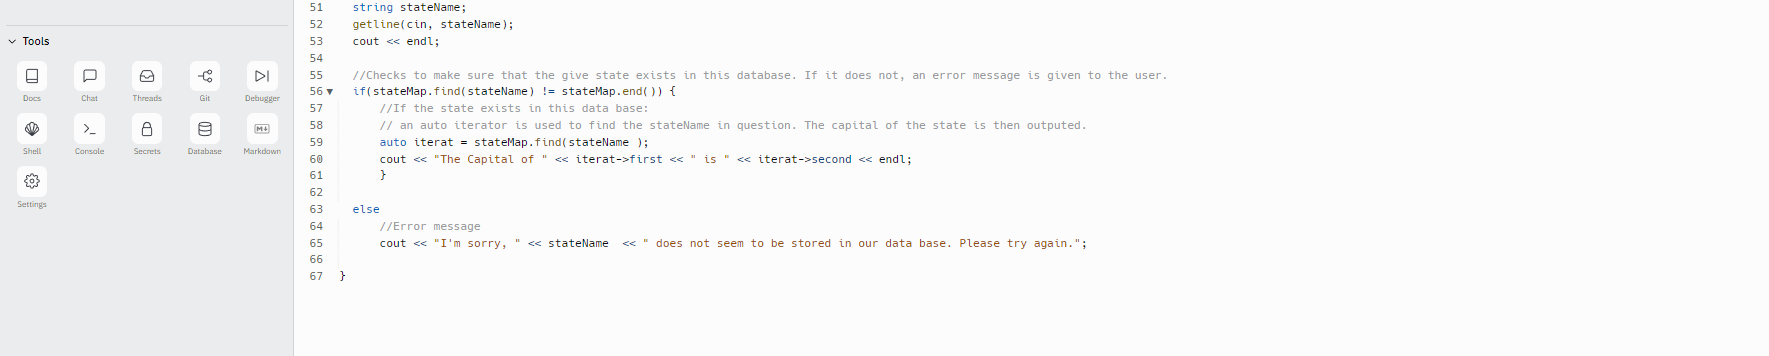 Tools
Docs
Chat
Threads
Git
Debugger
Shell
Console
Secrets
Database
Markdown
Settings
51 string stateName;
52 getline(cin, stateName);
53 cout << endl;
54
55 //Checks to make sure that the give state exists in this database. If it does not, an error message is given to the user.
56 if(stateMap.find(stateName) != stateMap.end()) {
57 //If the state exists in this data base:
58 // an auto iterator is used to find the stateName in question. The capital of the state is then outputed.
59 auto iterat = stateMap.find(stateName );
60 cout << "The Capital of " << iterat->first << " is " << iterat->second << endl;
61 }
62
63 else
64 //Error message
65 cout << "I'm sorry, " << stateName  << " does not seem to be stored in our data base. Please try again.";
66
67 }